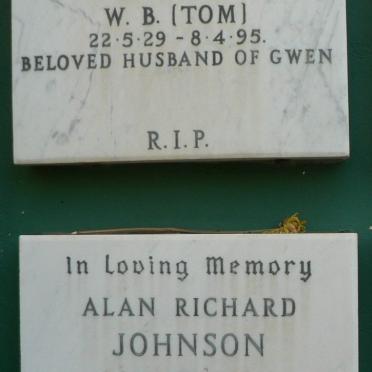 W. B. (TOM)
22·5·29 - 8·4·95.
BELOVED HUSBAND OF GWEN
R.I.P.
In Loving Memory
ALAN RICHARD
JOHNSON